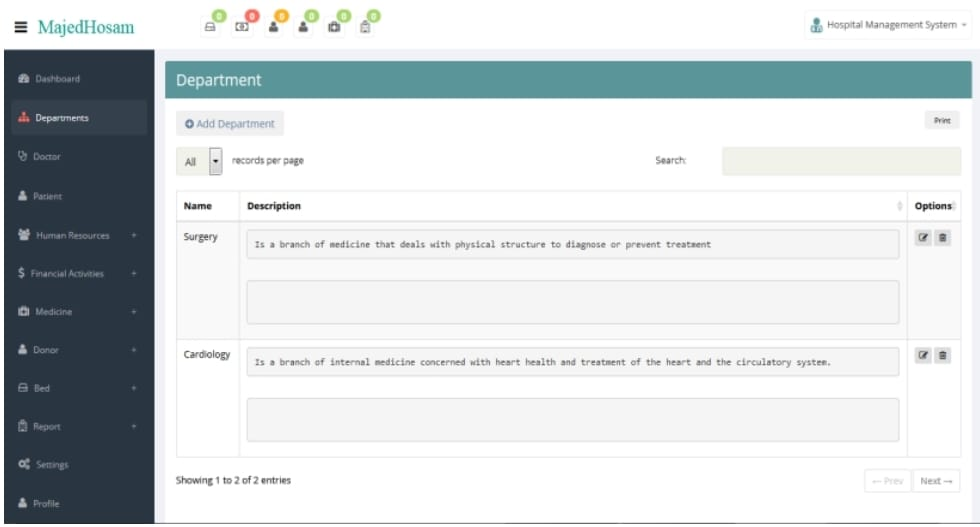 MajedHosam
0 0 0 0 0 0
Hospital Management System
Dashboard
Departments
Doctor
Patient
Human Resources +
Financial Activities +
Medicine +
Donor +
Bed +
Report +
Settings
Profile
Department
Add Department
Print
All records per page
Search:
Name Description Options
Surgery Is a branch of medicine that deals with physical structure to diagnose or prevent treatment
Cardiology Is a branch of internal medicine concerned with heart health and treatment of the heart and the circulatory system.
Showing 1 to 2 of 2 entries
← Prev Next →